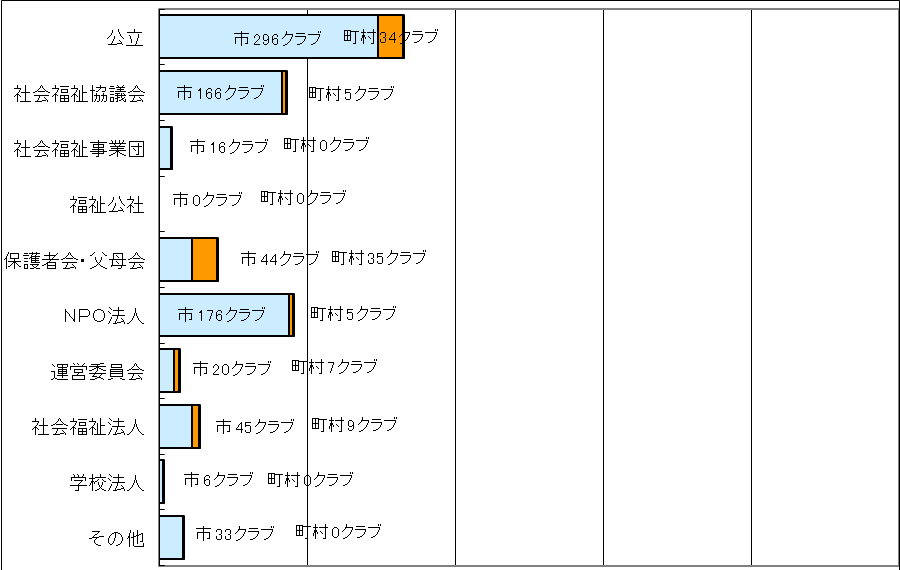 公立 市296クラブ 町村34クラブ
社会福祉協議会 市166クラブ 町村5クラブ
社会福祉事業団 市16クラブ 町村0クラブ
福祉公社 市0クラブ 町村0クラブ
保護者会・父母会 市44クラブ 町村35クラブ
NPO法人 市176クラブ 町村5クラブ
運営委員会 市20クラブ 町村7クラブ
社会福祉法人 市45クラブ 町村9クラブ
学校法人 市6クラブ 町村0クラブ
その他 市33クラブ 町村0クラブ